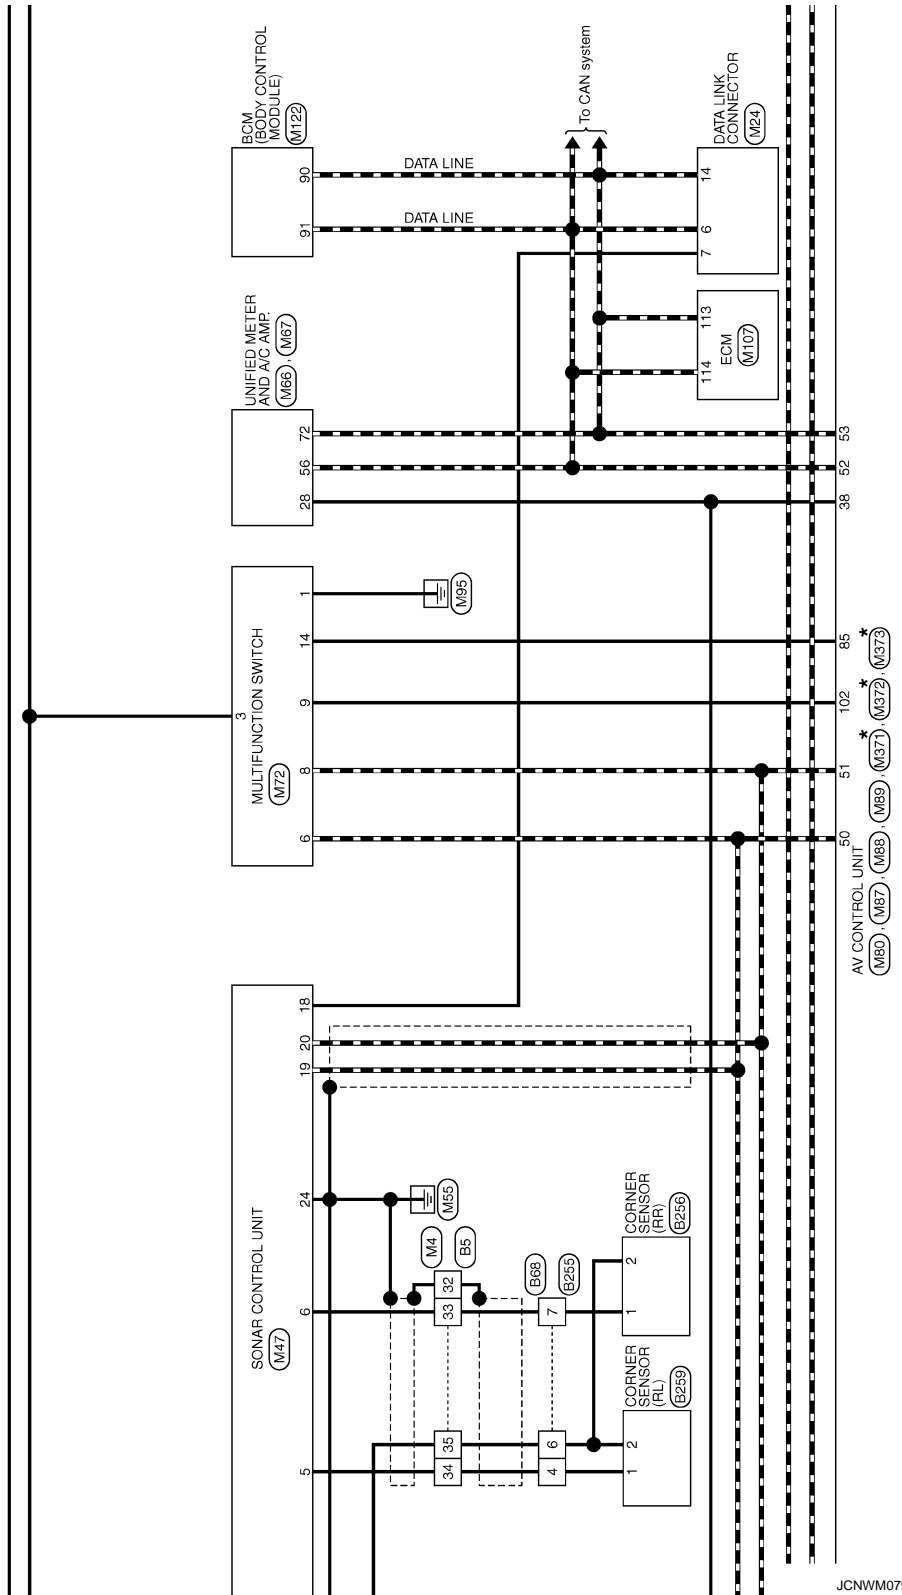 SONAR CONTROL UNIT
M47
5
6
24
19
20
18
MULTIFUNCTION SWITCH
M72
3
6
8
9
14
1
UNIFIED METER
AND A/C AMP.
M66 , M67
28
56
72
BCM
(BODY CONTROL
MODULE)
M122
91
90
DATA LINE
DATA LINE
M55
M95
M4
B5
34
35
33
32
B68
B255
4
6
7
To CAN system
CORNER
SENSOR
(RL)
B259
1
2
CORNER
SENSOR
(RR)
B256
1
2
ECM
M107
114
113
DATA LINK
CONNECTOR
M24
7
6
14
50
51
102
85
38
52
53
AV CONTROL UNIT
M80 , M87 , M88 , M89 , M371* , M372* , M373*
JCNWM079